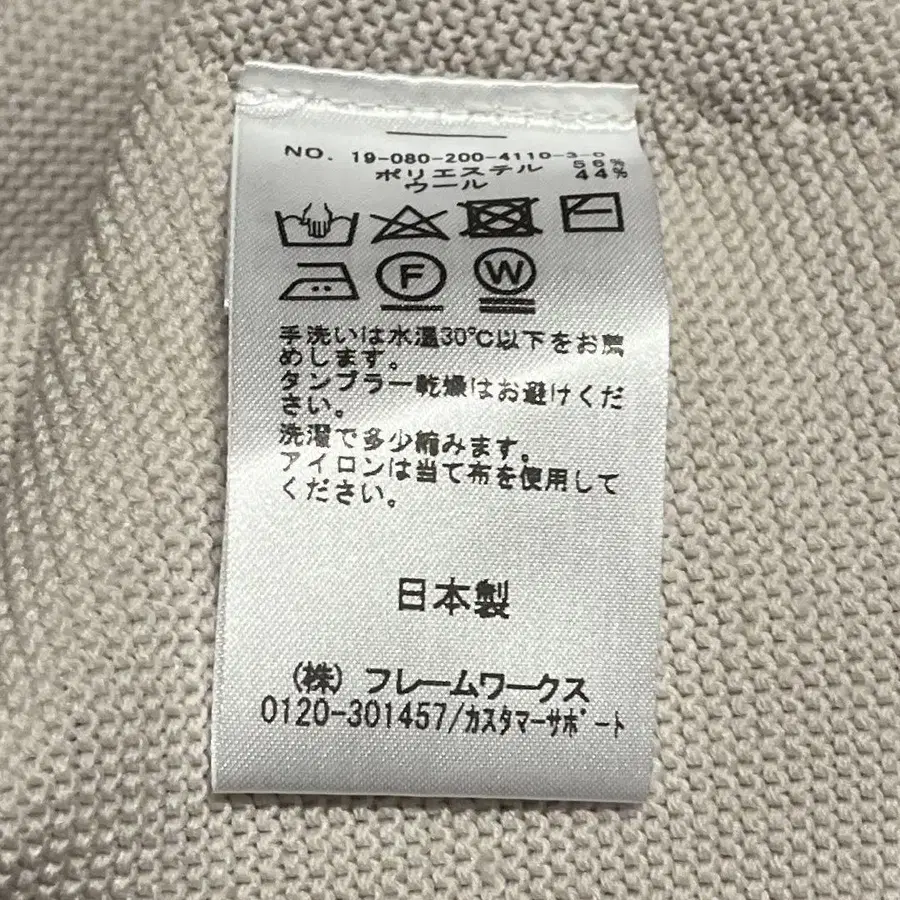 NO. 19-080-200-4110-3-0
ポリエステル 56%
ウール 44%
F W
手洗いは水温30℃以下をお薦
めします。
タンブラー乾燥はお避けくだ
さい。
洗濯で多少縮みます。
アイロンは当て布を使用して
ください。
日本製
(株) フレームワークス
0120-301457/ｶｽﾀﾏｰｻﾎﾟｰﾄ